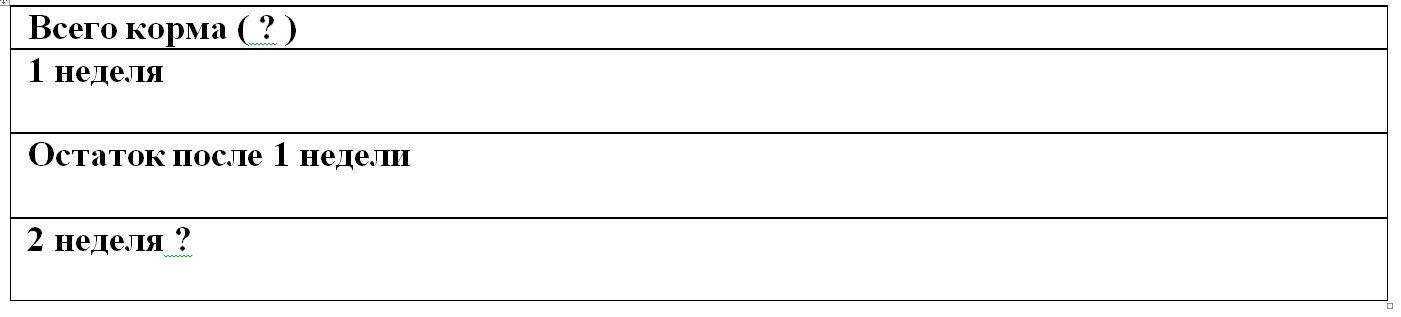 Всего корма ( ? )
1 неделя
Остаток после 1 недели
2 неделя ?